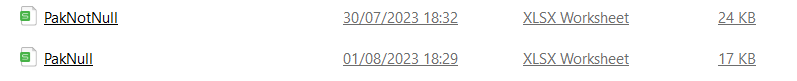 PakNotNull 30/07/2023 18:32 XLSX Worksheet 24 KB
PakNull 01/08/2023 18:29 XLSX Worksheet 17 KB